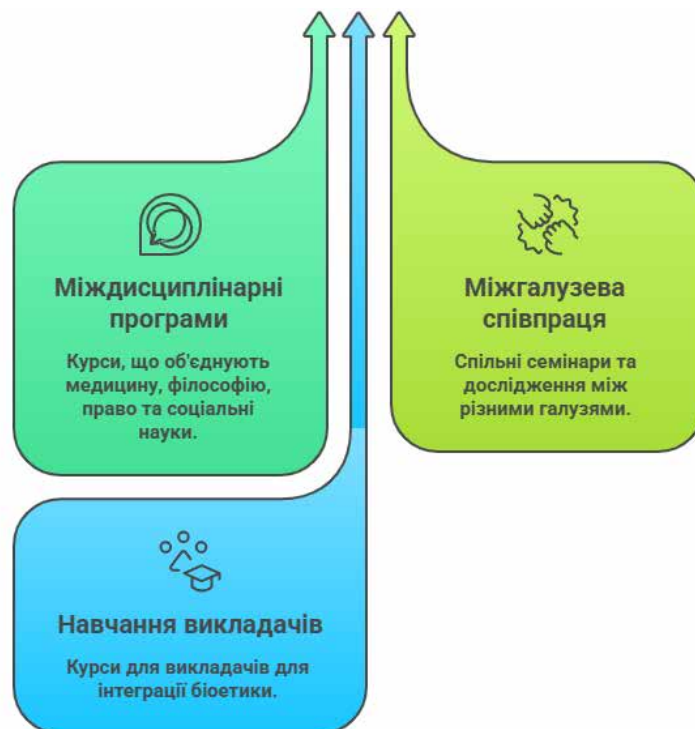 Міждисциплінарні
програми
Курси, що об'єднують
медицину, філософію,
право та соціальні
науки.
Міжгалузева
співпраця
Спільні семінари та
дослідження між
різними галузями.
Навчання викладачів
Курси для викладачів для
інтеграції біоетики.